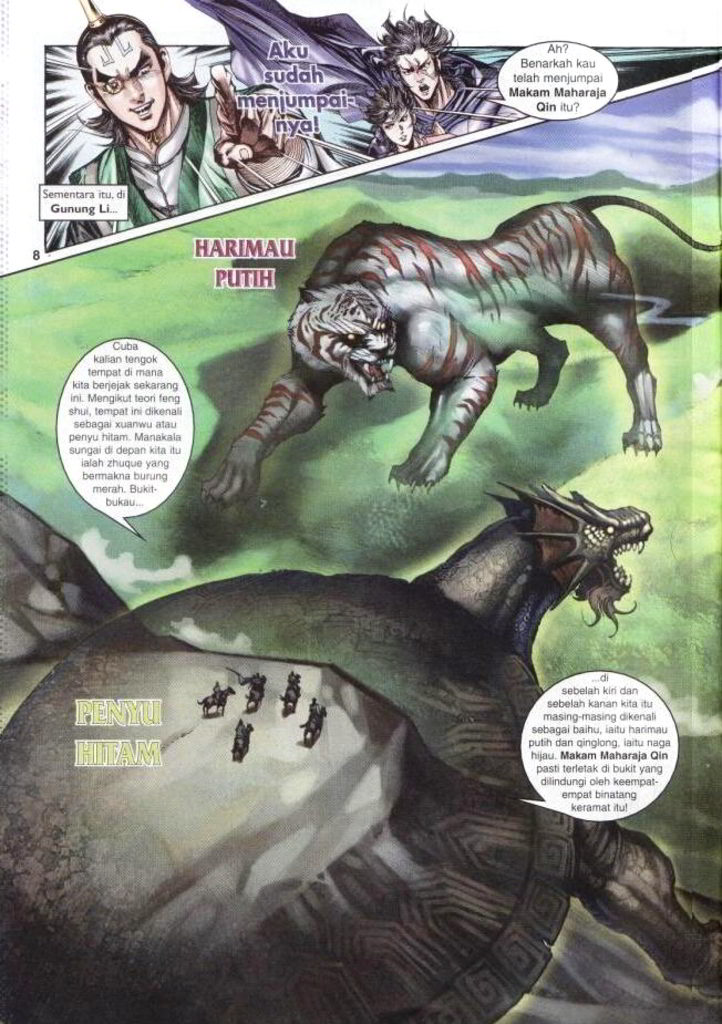 Aku
sudah
menjumpai-
nya!
Ah?
Benarkah kau
telah menjumpai
Makam Maharaja
Qin itu?
Sementara itu, di
Gunung Li...
8
HARIMAU
PUTIH
Cuba
kalian tengok
tempat di mana
kita berjejak sekarang
ini. Mengikut teori feng
shui, tempat ini dikenali
sebagai xuanwu atau
penyu hitam. Manakala
sungai di depan kita itu
ialah zhuque yang
bermakna burung
merah. Bukit-
bukau...
PENYU
HITAM
...di
sebelah kiri dan
sebelah kanan kita itu
masing-masing dikenali
sebagai baihu, iaitu harimau
putih dan qinglong, iaitu naga
hijau. Makam Maharaja Qin
pasti terletak di bukit yang
dilindungi oleh keempat-
empat binatang
keramat itu!